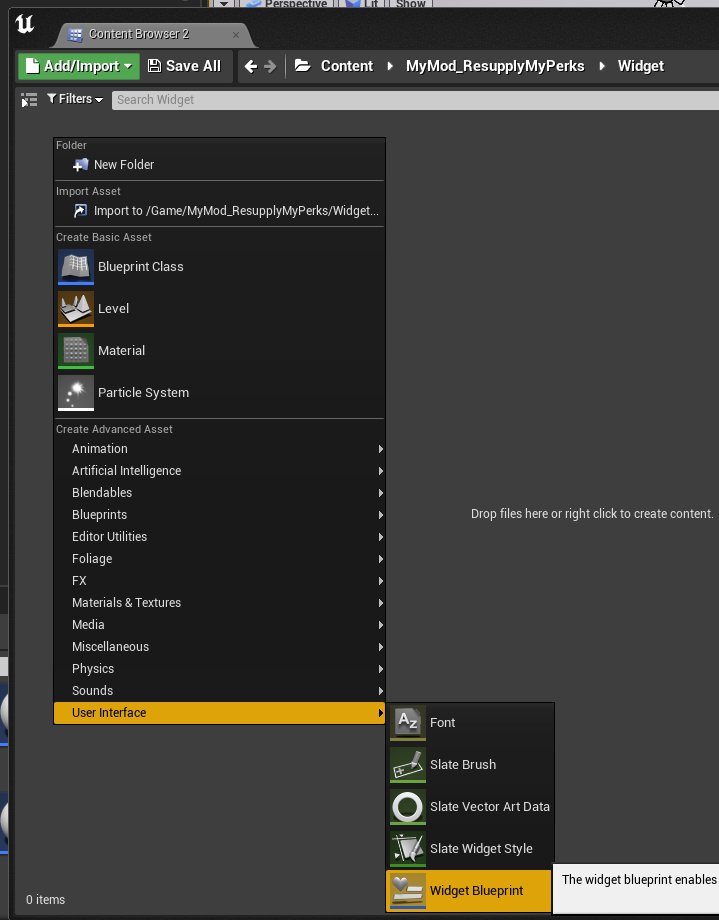 Perspective
Lit
Show
Content Browser 2
Add/Import
Save All
Content
MyMod_ResupplyMyPerks
Widget
Filters
Search Widget
Folder
New Folder
Import Asset
Import to /Game/MyMod_ResupplyMyPerks/Widget...
Create Basic Asset
Blueprint Class
Level
Material
Particle System
Create Advanced Asset
Animation
Artificial Intelligence
Blendables
Blueprints
Drop files here or right click to create content.
Editor Utilities
Foliage
FX
Materials & Textures
Media
Miscellaneous
Physics
Sounds
User Interface
Font
Slate Brush
Slate Vector Art Data
Slate Widget Style
Widget Blueprint
The widget blueprint enables
0 items